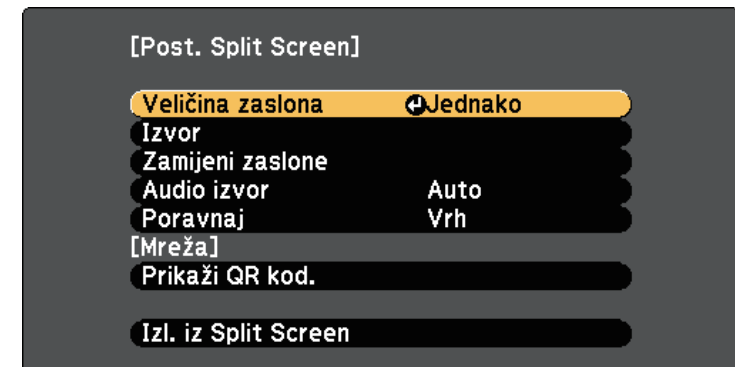 [Post. Split Screen]
Veličina zaslona Jednako
Izvor
Zamijeni zaslone
Audio izvor Auto
Poravnaj Vrh
[Mreža]
Prikaži QR kod.
Izl. iz Split Screen